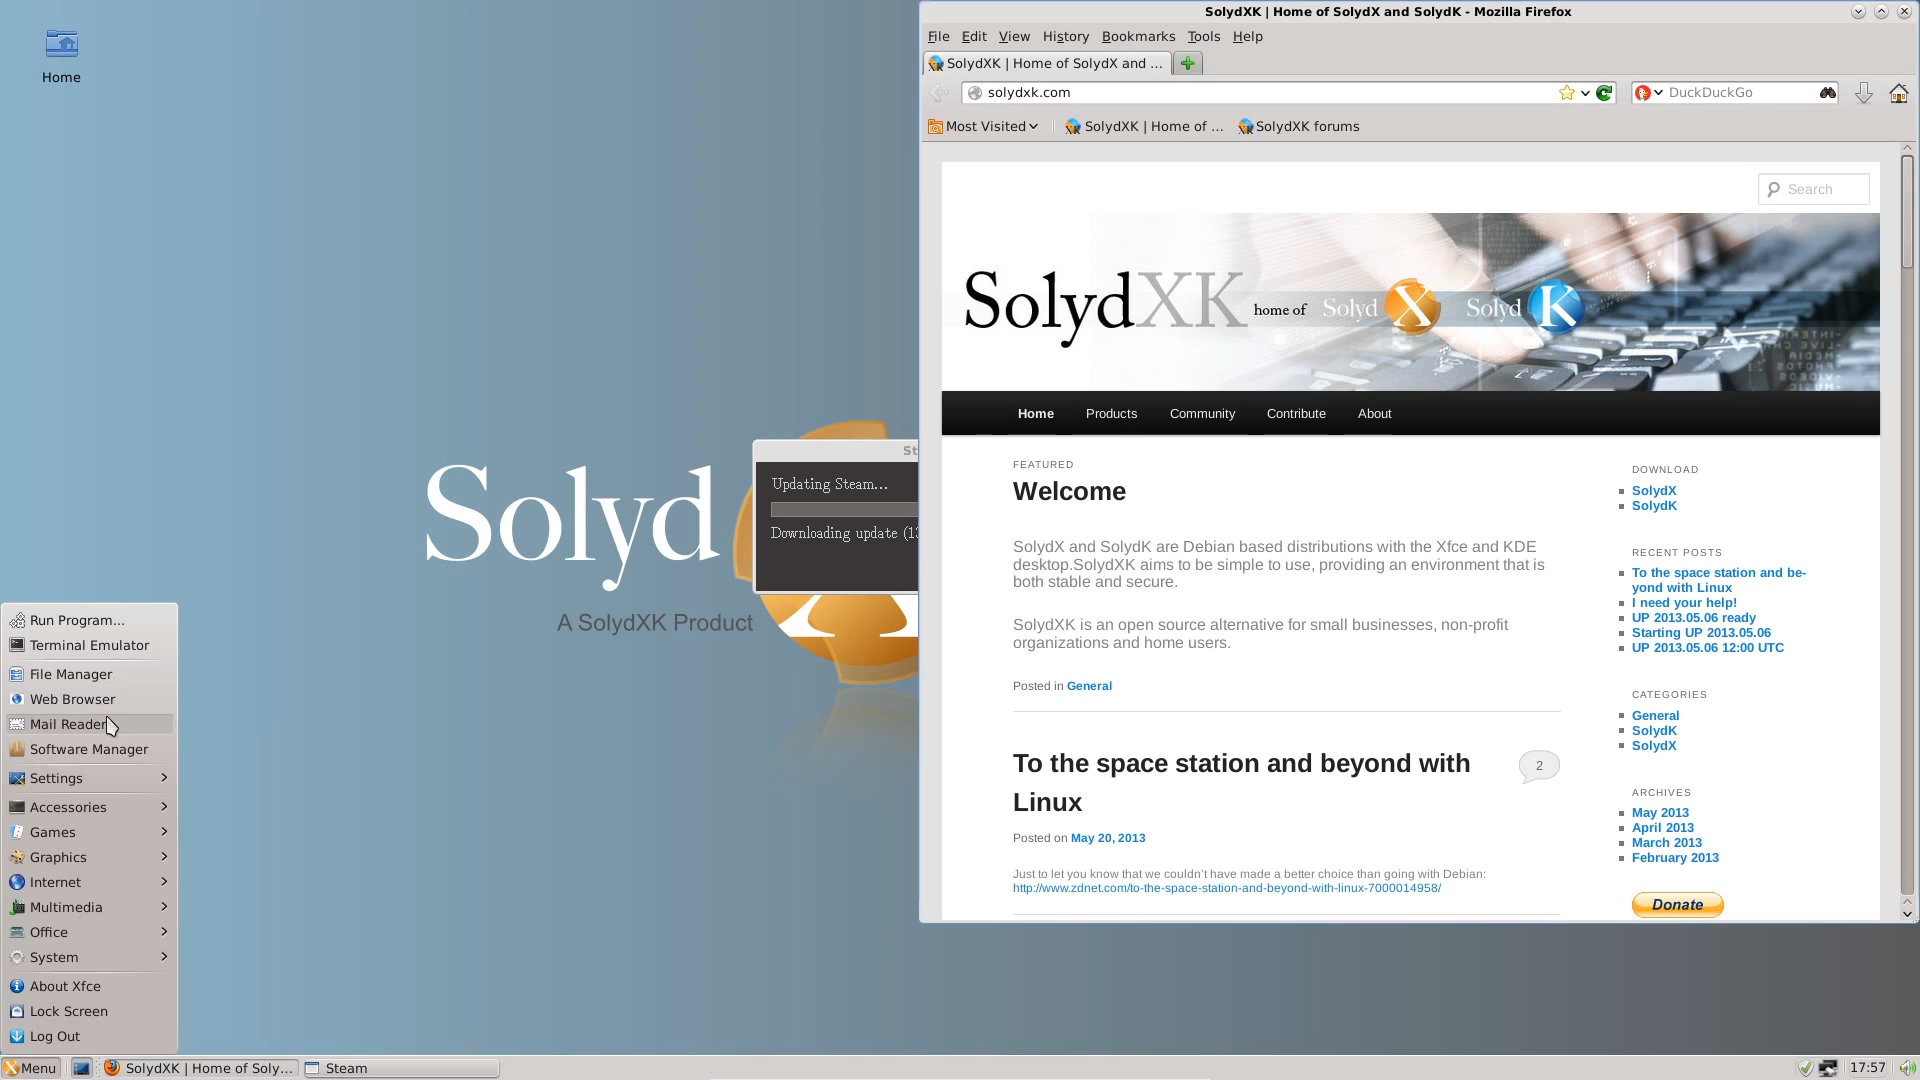 Home
Solyd
A SolydXK Product
Updating Steam...
Downloading update
SolydXK | Home of SolydX and SolydK - Mozilla Firefox
File Edit View History Bookmarks Tools Help
SolydXK | Home of SolydX and ...
solydxk.com
DuckDuckGo
Most Visited
SolydXK | Home of ...
SolydXK forums
Search
SolydXK home of Solyd X Solyd K
Home Products Community Contribute About
FEATURED
Welcome
SolydX and SolydK are Debian based distributions with the Xfce and KDE
desktop.SolydXK aims to be simple to use, providing an environment that is
both stable and secure.
SolydXK is an open source alternative for small businesses, non-profit
organizations and home users.
Posted in General
To the space station and beyond with
Linux
2
Posted on May 20, 2013
Just to let you know that we couldn't have made a better choice than going with Debian:
http://www.zdnet.com/to-the-space-station-and-beyond-with-linux-7000014958/
DOWNLOAD
SolydX
SolydK
RECENT POSTS
To the space station and be-
yond with Linux
I need your help!
UP 2013.05.06 ready
Starting UP 2013.05.06
UP 2013.05.06 12:00 UTC
CATEGORIES
General
SolydK
SolydX
ARCHIVES
May 2013
April 2013
March 2013
February 2013
Donate
Run Program...
Terminal Emulator
File Manager
Web Browser
Mail Reader
Software Manager
Settings
Accessories
Games
Graphics
Internet
Multimedia
Office
System
About Xfce
Lock Screen
Log Out
Menu
SolydXK | Home of Soly...
Steam
17:57